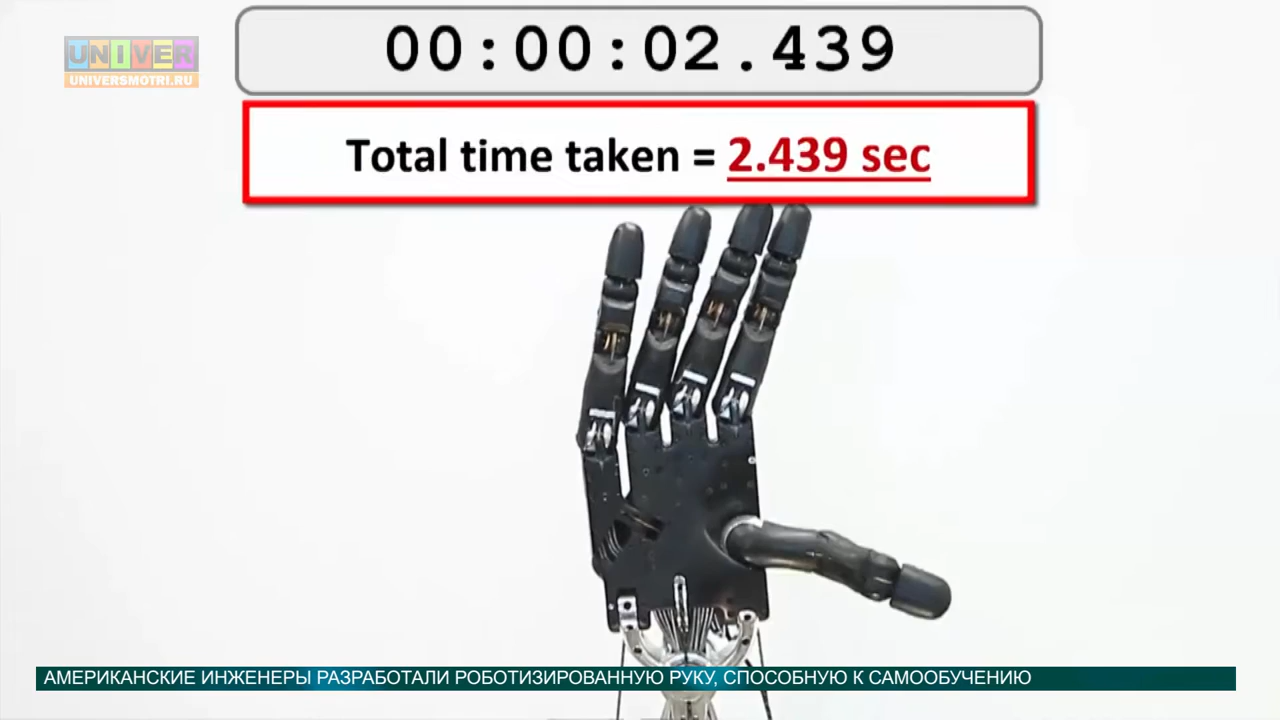 00:00:02.439
UNIVER
UNIVERSMOTRI.RU
Total time taken = 2.439 sec
АМЕРИКАНСКИЕ ИНЖЕНЕРЫ РАЗРАБОТАЛИ РОБОТИЗИРОВАННУЮ РУКУ, СПОСОБНУЮ К САМООБУЧЕНИЮ